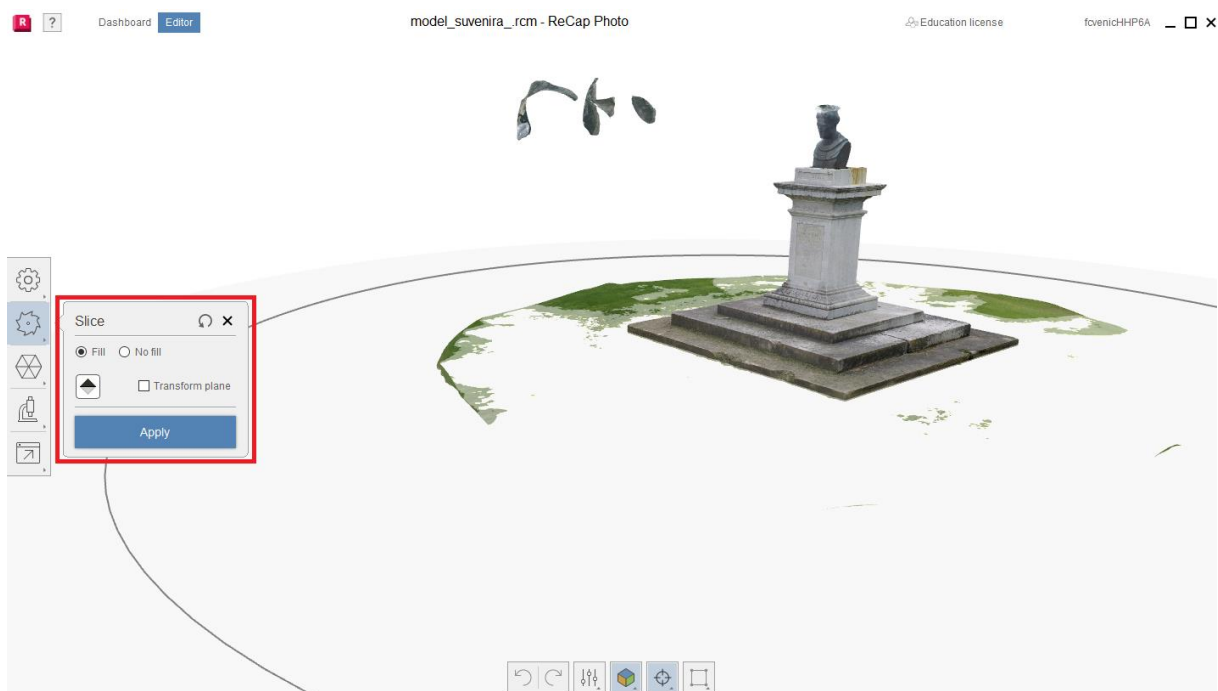 R ? Dashboard Editor model_suvenira_.rcm - ReCap Photo Education license fcvenicHHP6A
Slice
Fill No fill
Transform plane
Apply